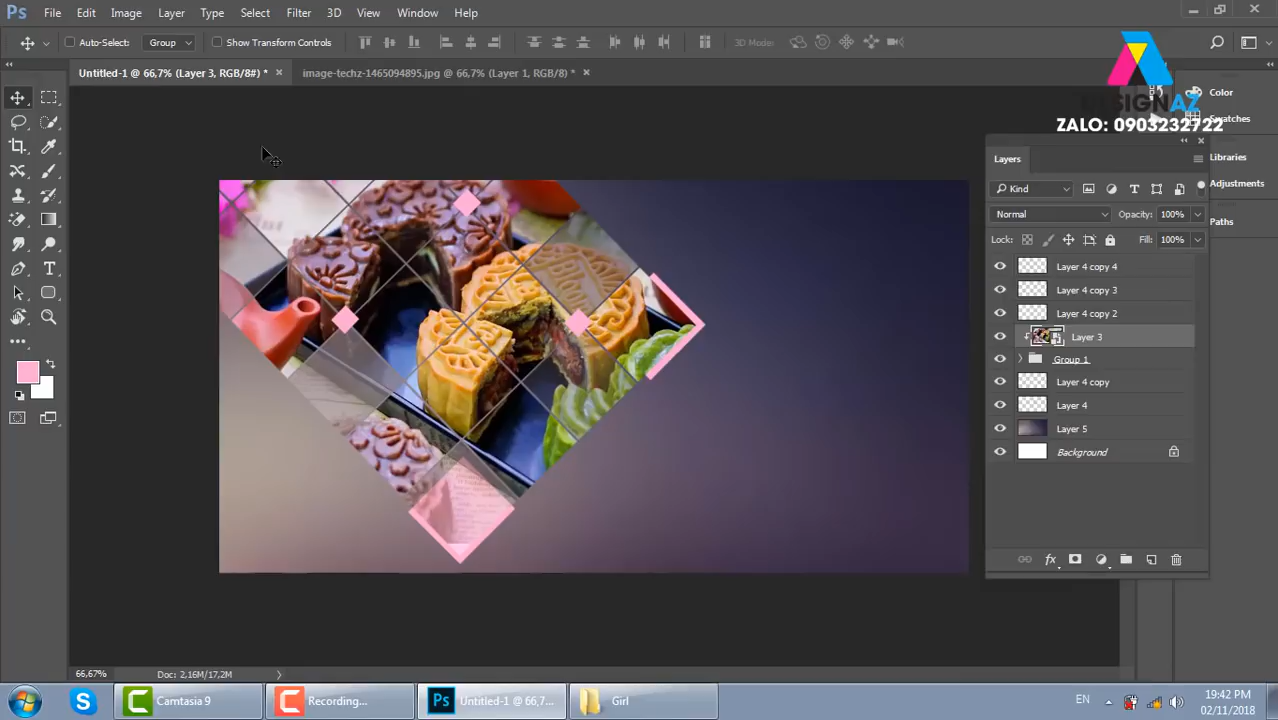 Ps File Edit Image Layer Type Select Filter 3D View Window Help
Auto-Select: Group Show Transform Controls 3D Mode:
Untitled-1 @ 66,7% (Layer 3, RGB/8#) * × image-techz-1465094895.jpg @ 66,7% (Layer 1, RGB/8) * ×
DESIGNAZ
ZALO: 0903232722
Color
Swatches
Libraries
Adjustments
Paths
Layers
Kind
Normal Opacity: 100%
Lock: Fill: 100%
Layer 4 copy 4
Layer 4 copy 3
Layer 4 copy 2
Layer 3
Group 1
Layer 4 copy
Layer 4
Layer 5
Background
fx
66,67% Doc: 2,16M/17,2M
Camtasia 9 Recording... Untitled-1 @ 66,7... Girl
EN 19:42 PM
02/11/2018